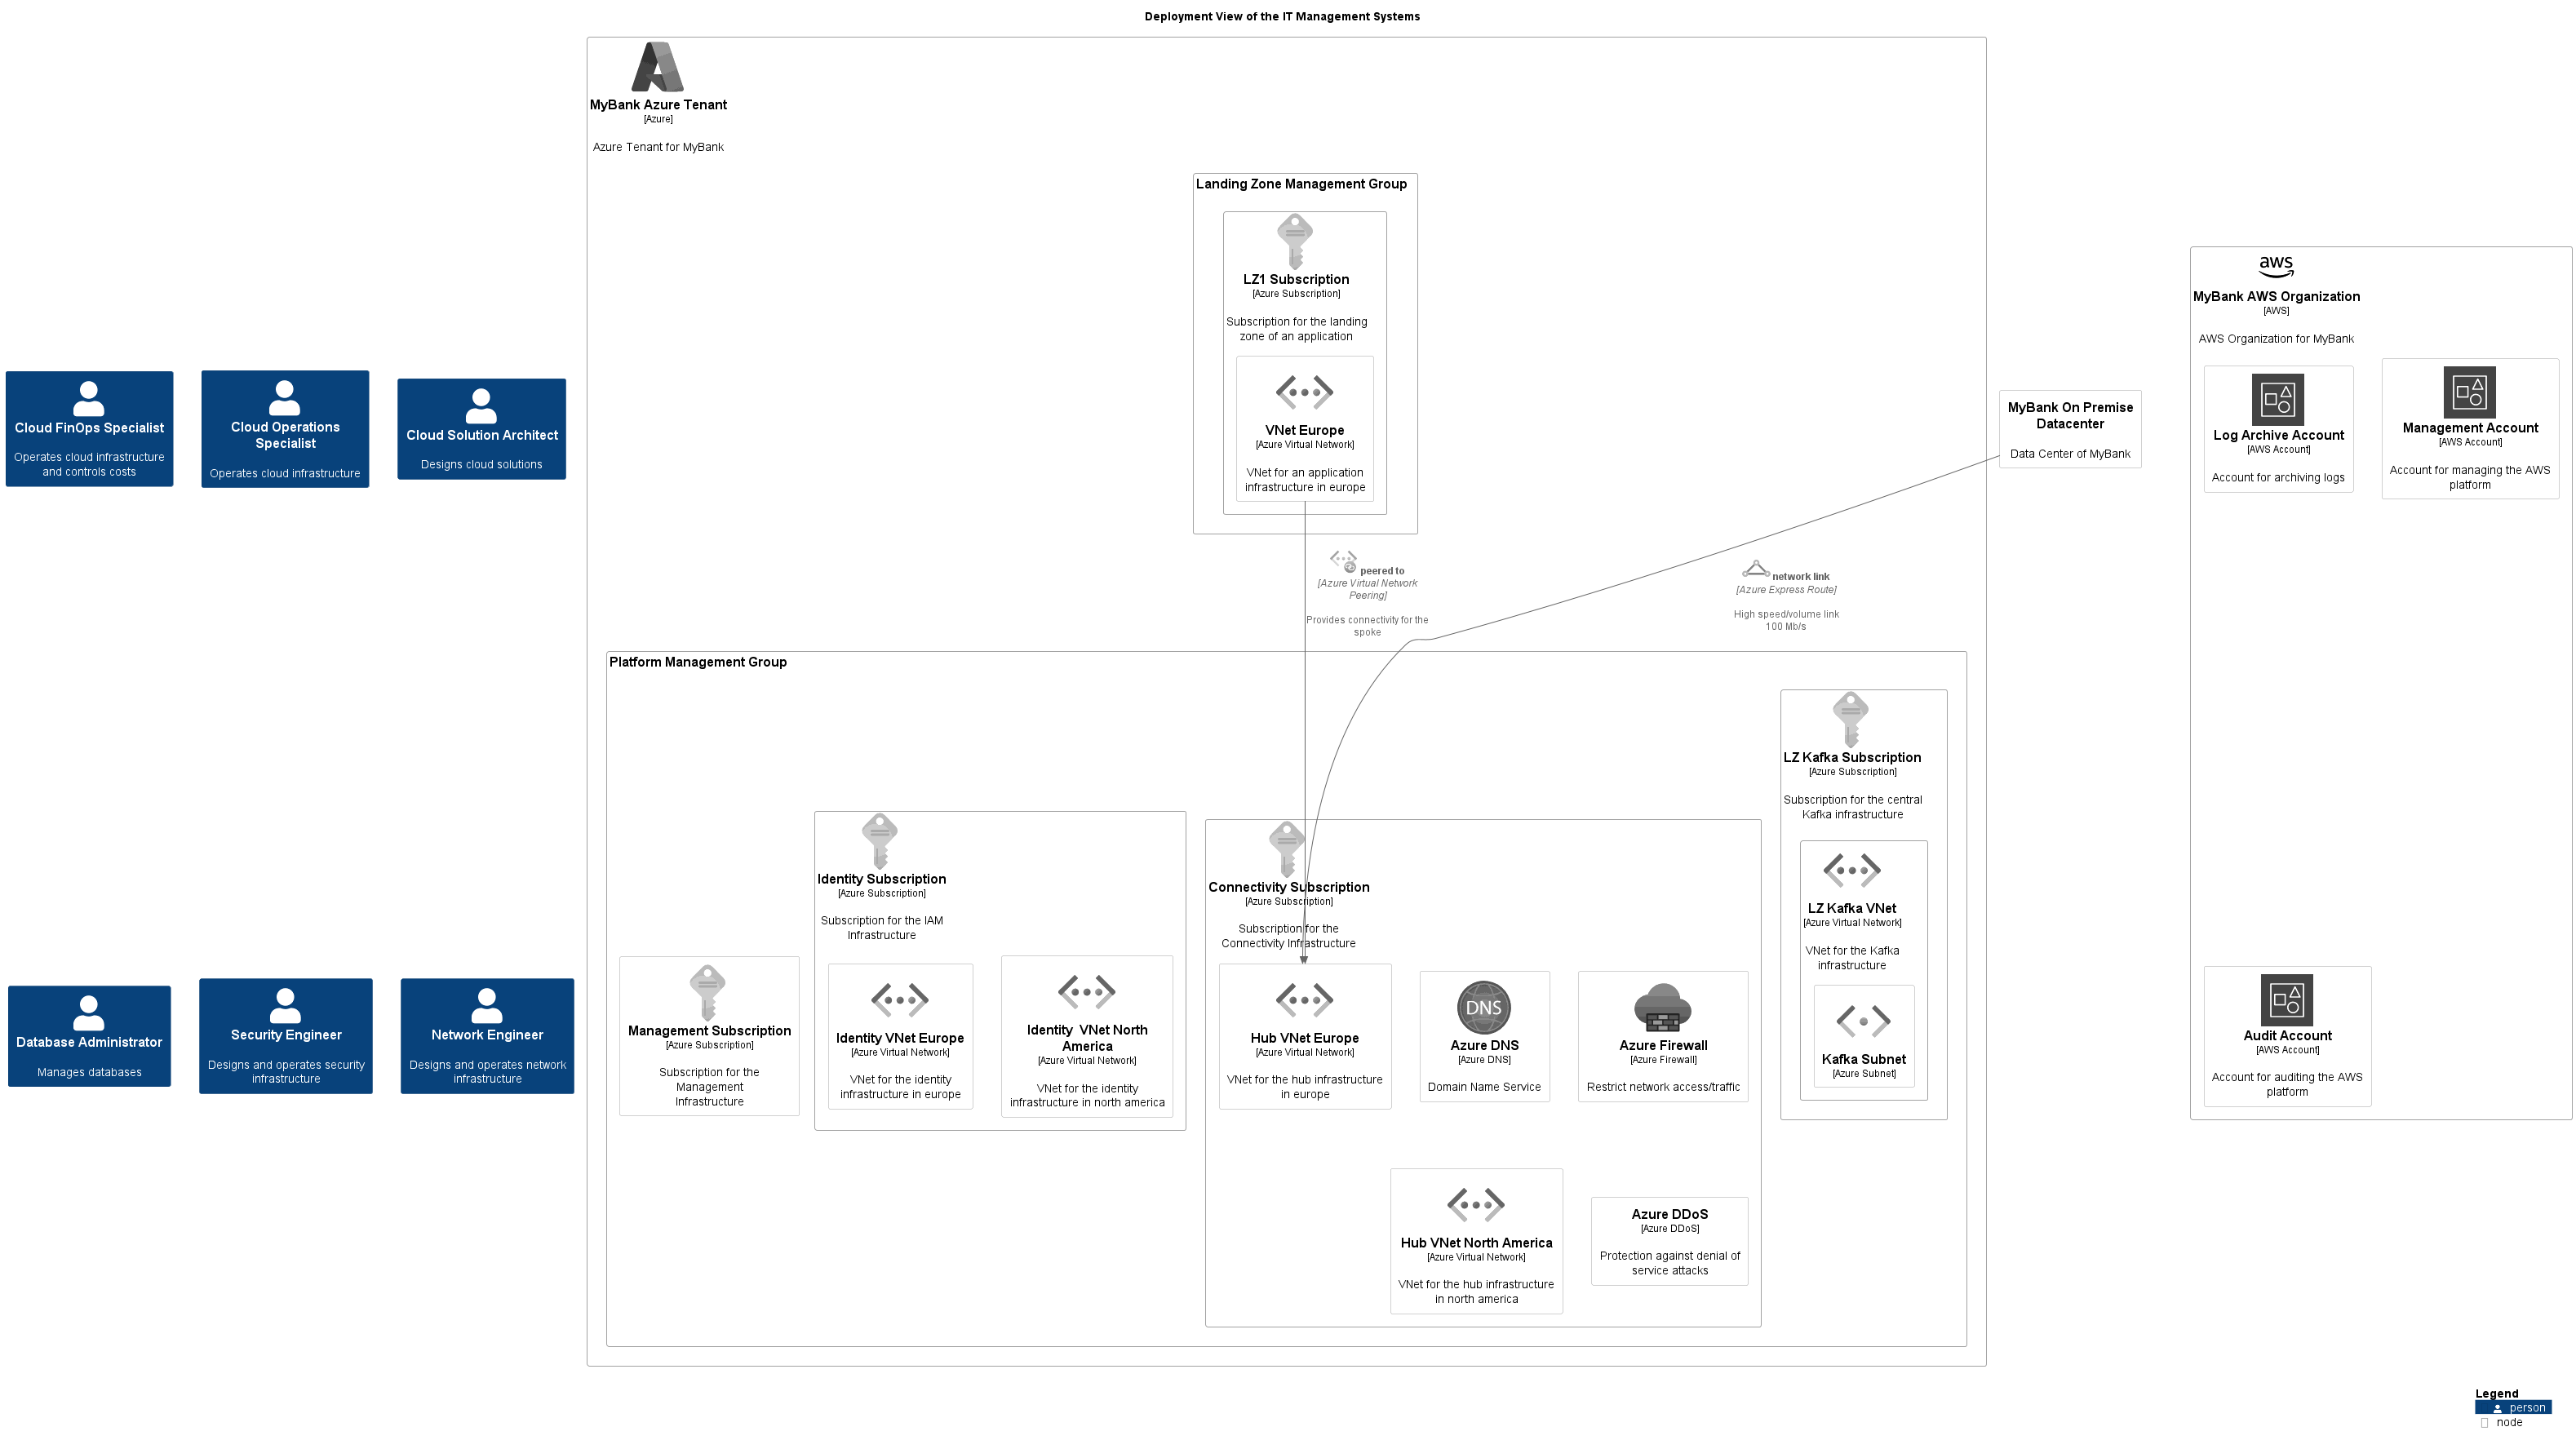 Deployment View of the IT Management Systems
MyBank Azure Tenant
[Azure]
Azure Tenant for MyBank
Landing Zone Management Group
LZ1 Subscription
[Azure Subscription]
Subscription for the landing
zone of an application
VNet Europe
[Azure Virtual Network]
VNet for an application
infrastructure in europe
Cloud FinOps Specialist
Operates cloud infrastructure
and controls costs
Cloud Operations
Specialist
Operates cloud infrastructure
Cloud Solution Architect
Designs cloud solutions
MyBank On Premise
Datacenter
Data Center of MyBank
aws
MyBank AWS Organization
[AWS]
AWS Organization for MyBank
Log Archive Account
[AWS Account]
Account for archiving logs
Management Account
[AWS Account]
Account for managing the AWS
platform
peered to
[Azure Virtual Network
Peering]
Provides connectivity for the
spoke
network link
[Azure Express Route]
High speed/volume link
100 Mb/s
Platform Management Group
Database Administrator
Manages databases
Security Engineer
Designs and operates security
infrastructure
Network Engineer
Designs and operates network
infrastructure
Management Subscription
[Azure Subscription]
Subscription for the
Management
Infrastructure
Identity Subscription
[Azure Subscription]
Subscription for the IAM
Infrastructure
Identity VNet Europe
[Azure Virtual Network]
VNet for the identity
infrastructure in europe
Identity  VNet North
America
[Azure Virtual Network]
VNet for the identity
infrastructure in north america
Connectivity Subscription
[Azure Subscription]
Subscription for the
Connectivity Infrastructure
Hub VNet Europe
[Azure Virtual Network]
VNet for the hub infrastructure
in europe
DNS
Azure DNS
[Azure DNS]
Domain Name Service
Azure Firewall
[Azure Firewall]
Restrict network access/traffic
Hub VNet North America
[Azure Virtual Network]
VNet for the hub infrastructure
in north america
Azure DDoS
[Azure DDoS]
Protection against denial of
service attacks
LZ Kafka Subscription
[Azure Subscription]
Subscription for the central
Kafka infrastructure
LZ Kafka VNet
[Azure Virtual Network]
VNet for the Kafka
infrastructure
Kafka Subnet
[Azure Subnet]
Audit Account
[AWS Account]
Account for auditing the AWS
platform
Legend
person
node